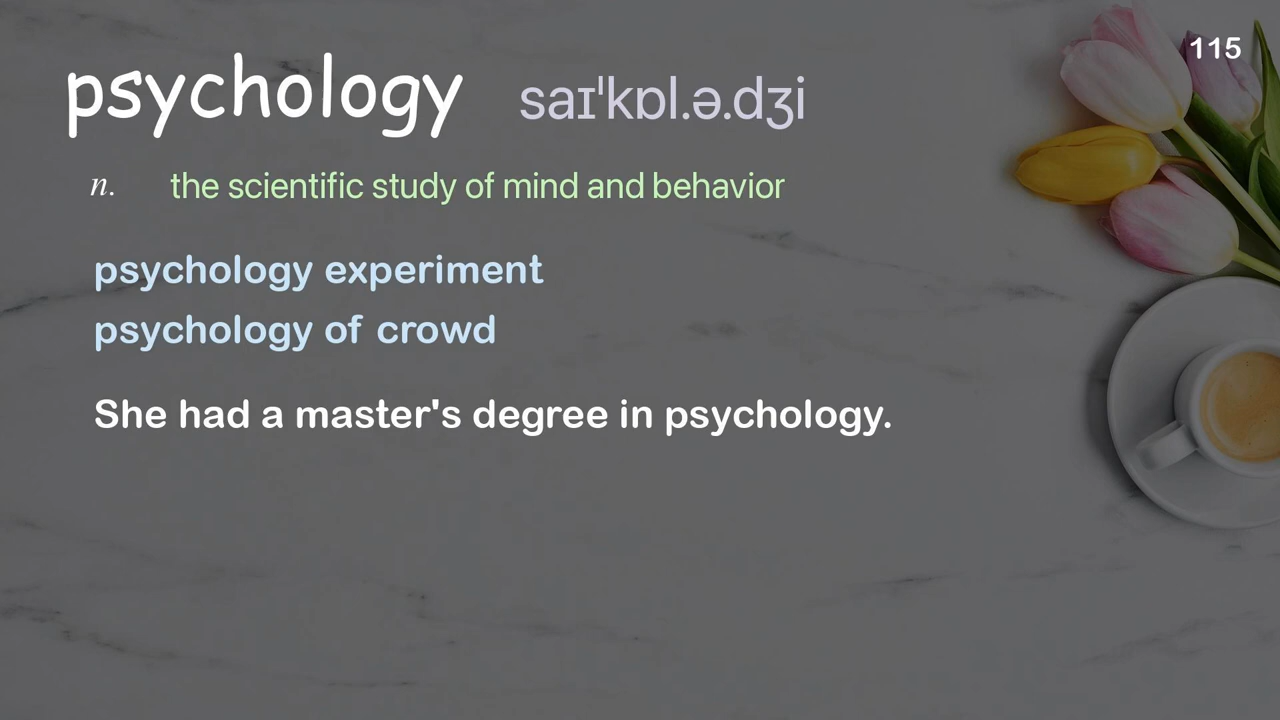 115
psychology saɪˈkɒl.ə.dʒi
n. the scientific study of mind and behavior
psychology experiment
psychology of crowd
She had a master's degree in psychology.